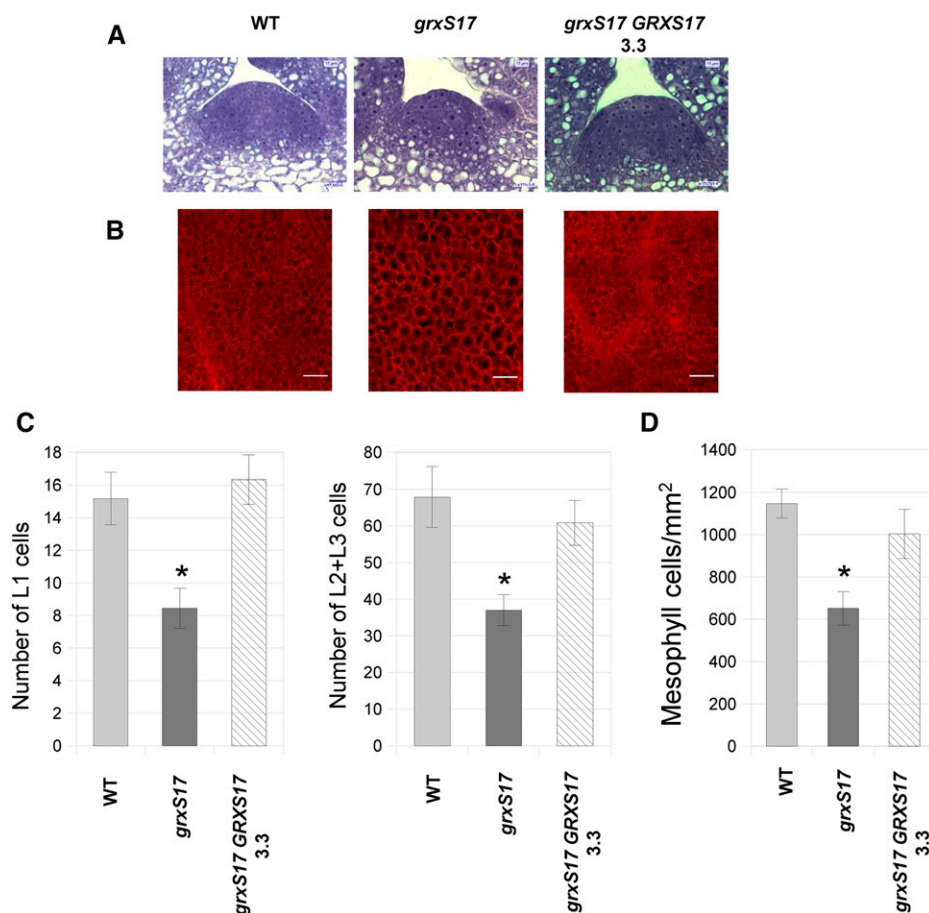 A
WT
grxS17
grxS17 GRXS17
3.3
B
C
Number of L1 cells
18
16
14
12
10
8
6
4
2
0
*
WT
grxS17
grxS17 GRXS17
3.3
Number of L2+L3 cells
80
70
60
50
40
30
20
10
0
*
WT
grxS17
grxS17 GRXS17
3.3
D
Mesophyll cells/mm²
1400
1200
1000
800
600
400
200
0
*
WT
grxS17
grxS17 GRXS17
3.3